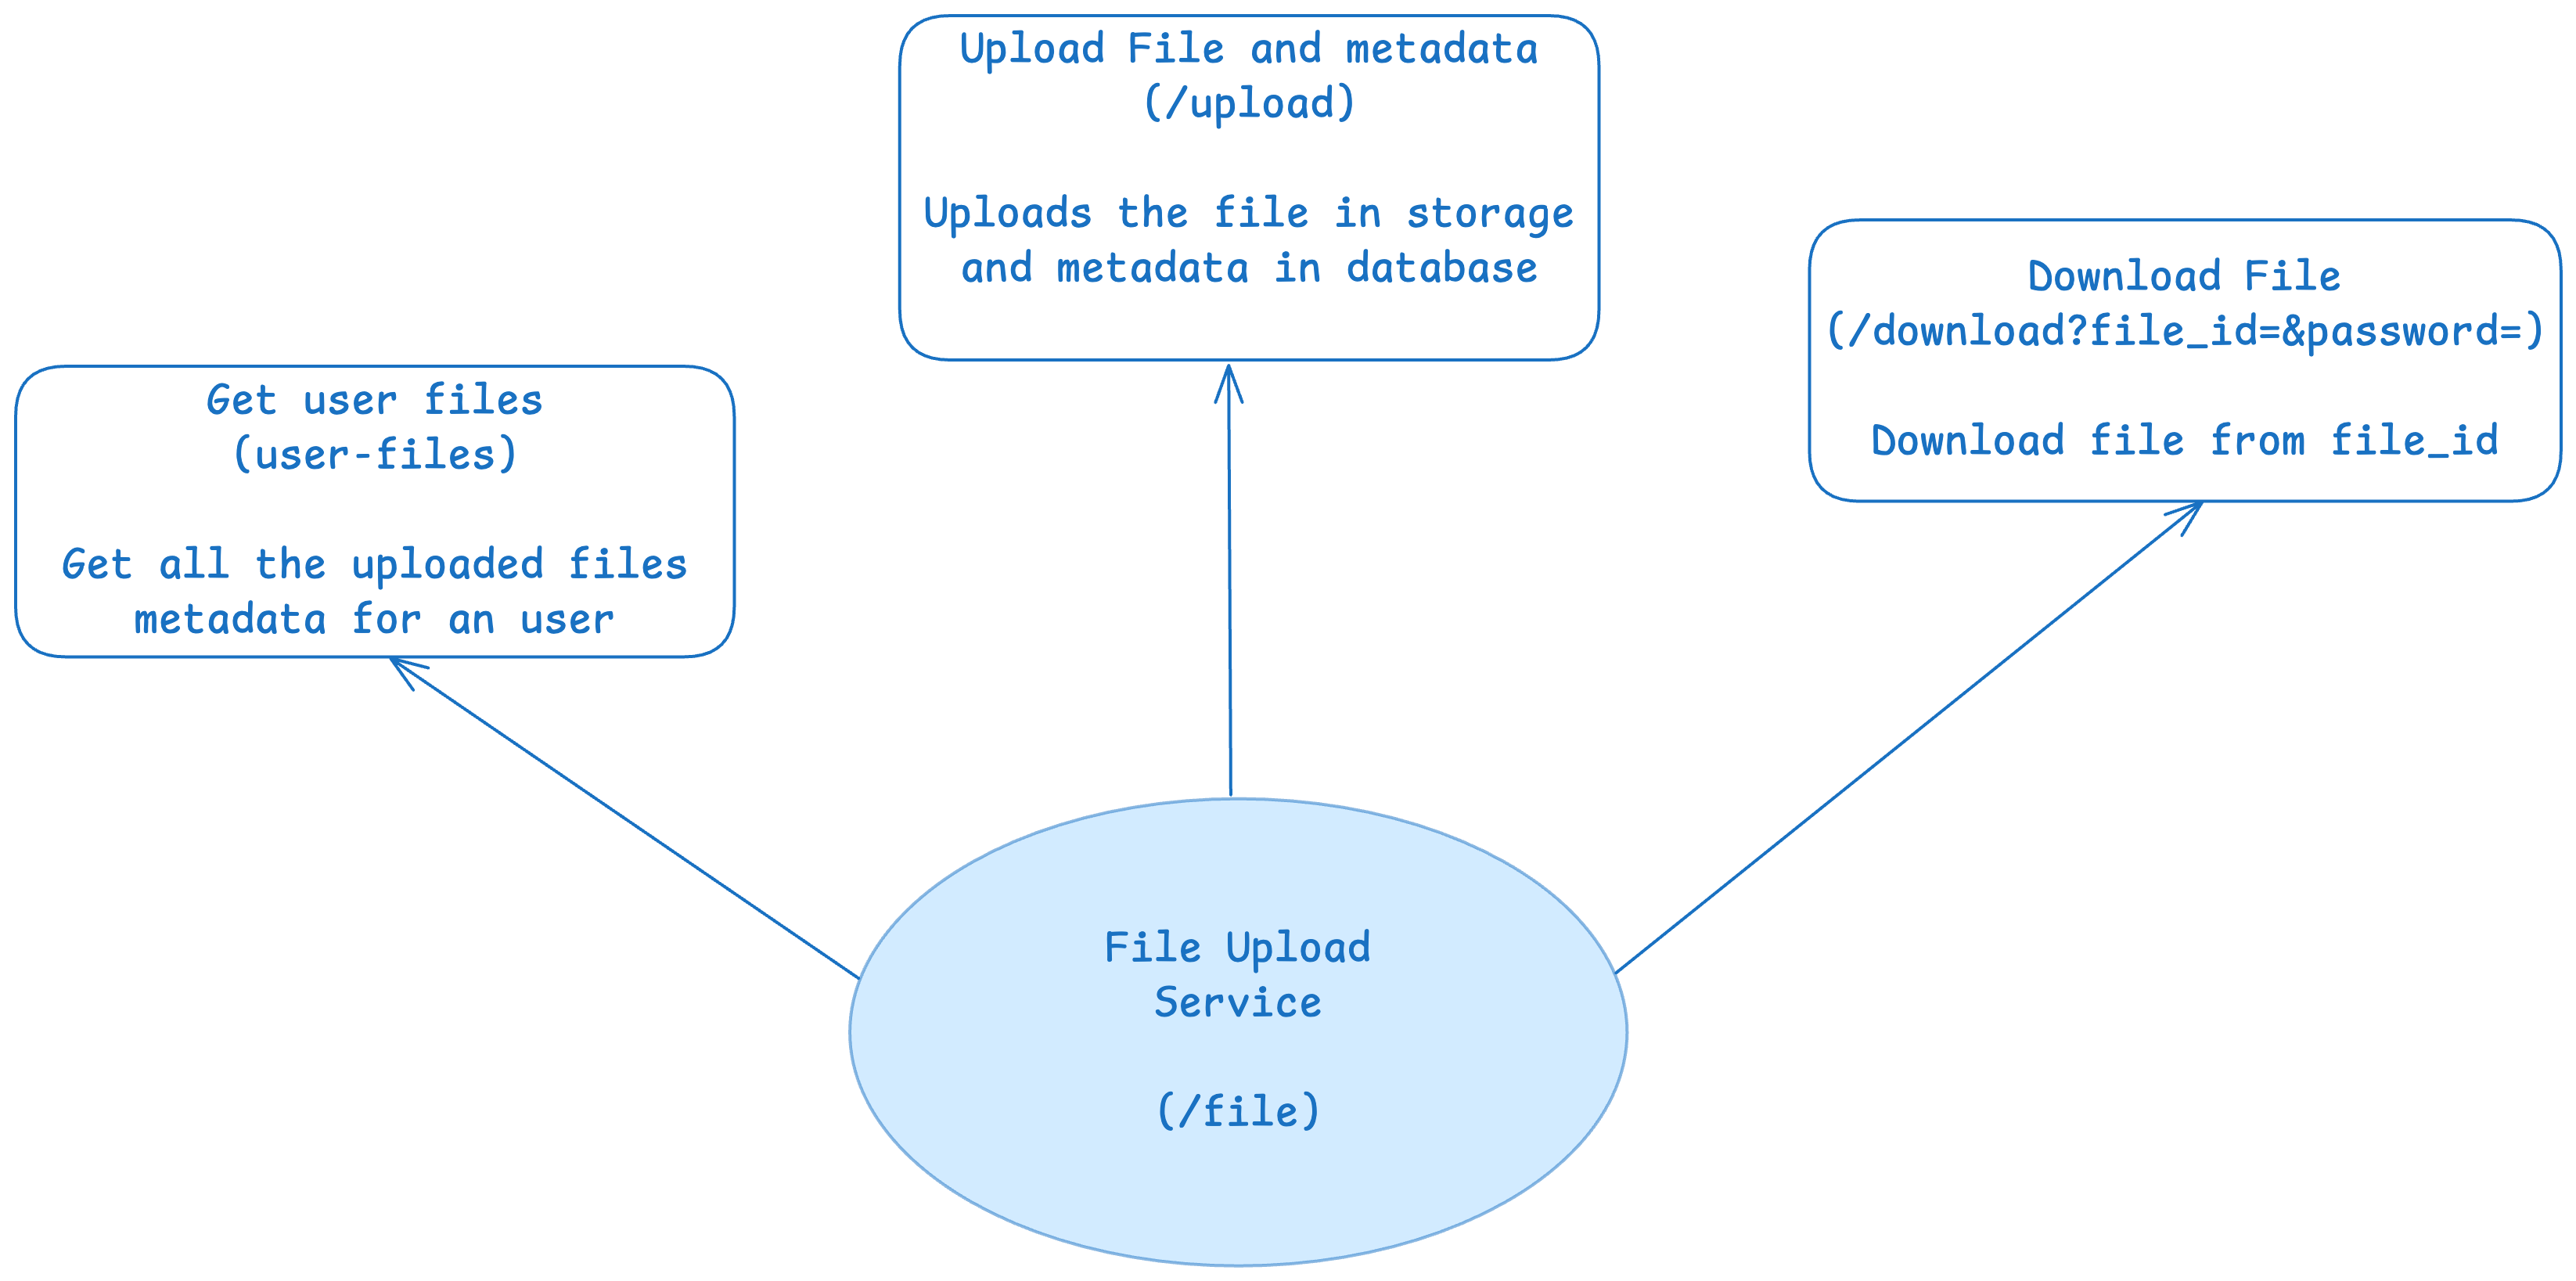 Upload File and metadata
(/upload)
Uploads the file in storage
and metadata in database
Download File
(/download?file_id=&password=)
Download file from file_id
Get user files
(user-files)
Get all the uploaded files
metadata for an user
File Upload
Service
(/file)